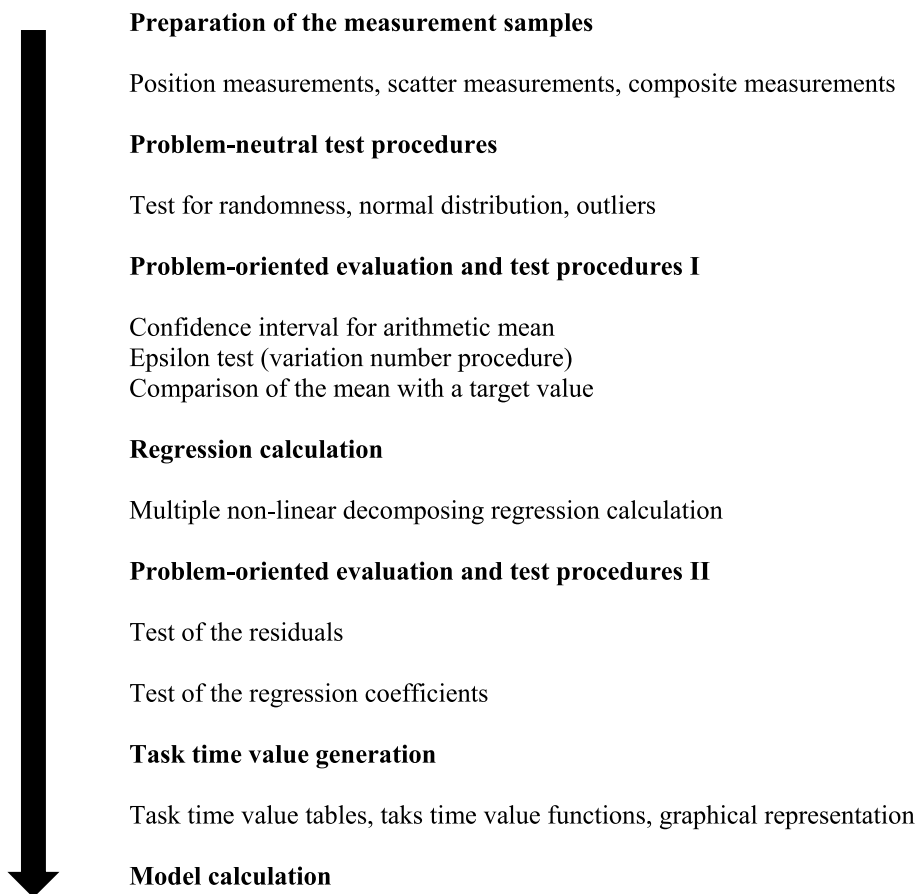 Preparation of the measurement samples
Position measurements, scatter measurements, composite measurements
Problem-neutral test procedures
Test for randomness, normal distribution, outliers
Problem-oriented evaluation and test procedures I
Confidence interval for arithmetic mean
Epsilon test (variation number procedure)
Comparison of the mean with a target value
Regression calculation
Multiple non-linear decomposing regression calculation
Problem-oriented evaluation and test procedures II
Test of the residuals
Test of the regression coefficients
Task time value generation
Task time value tables, taks time value functions, graphical representation
Model calculation